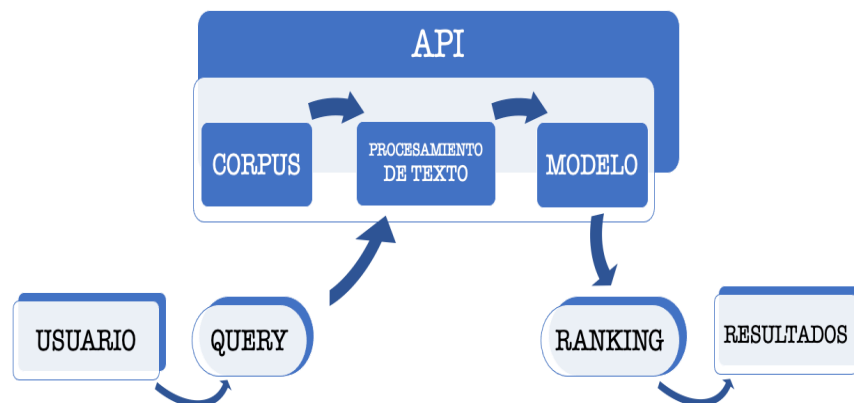 API
CORPUS
PROCESAMIENTO
DE TEXTO
MODELO
USUARIO
QUERY
RANKING
RESULTADOS